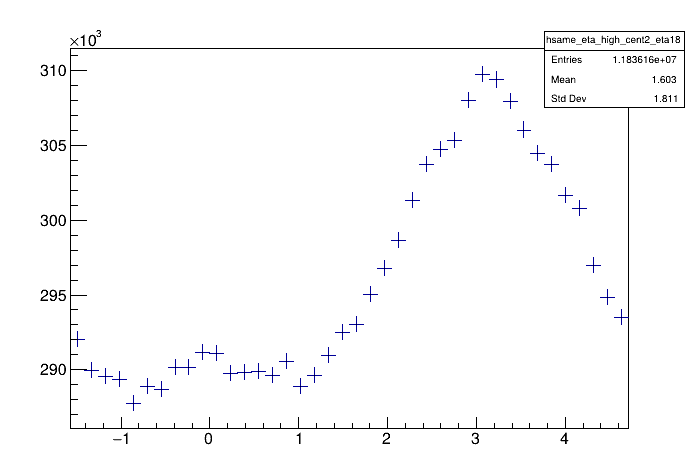 ×10³
hsame_eta_high_cent2_eta18
Entries 1.183616e+07
Mean 1.603
Std Dev 1.811
310
305
300
295
290
−1 0 1 2 3 4